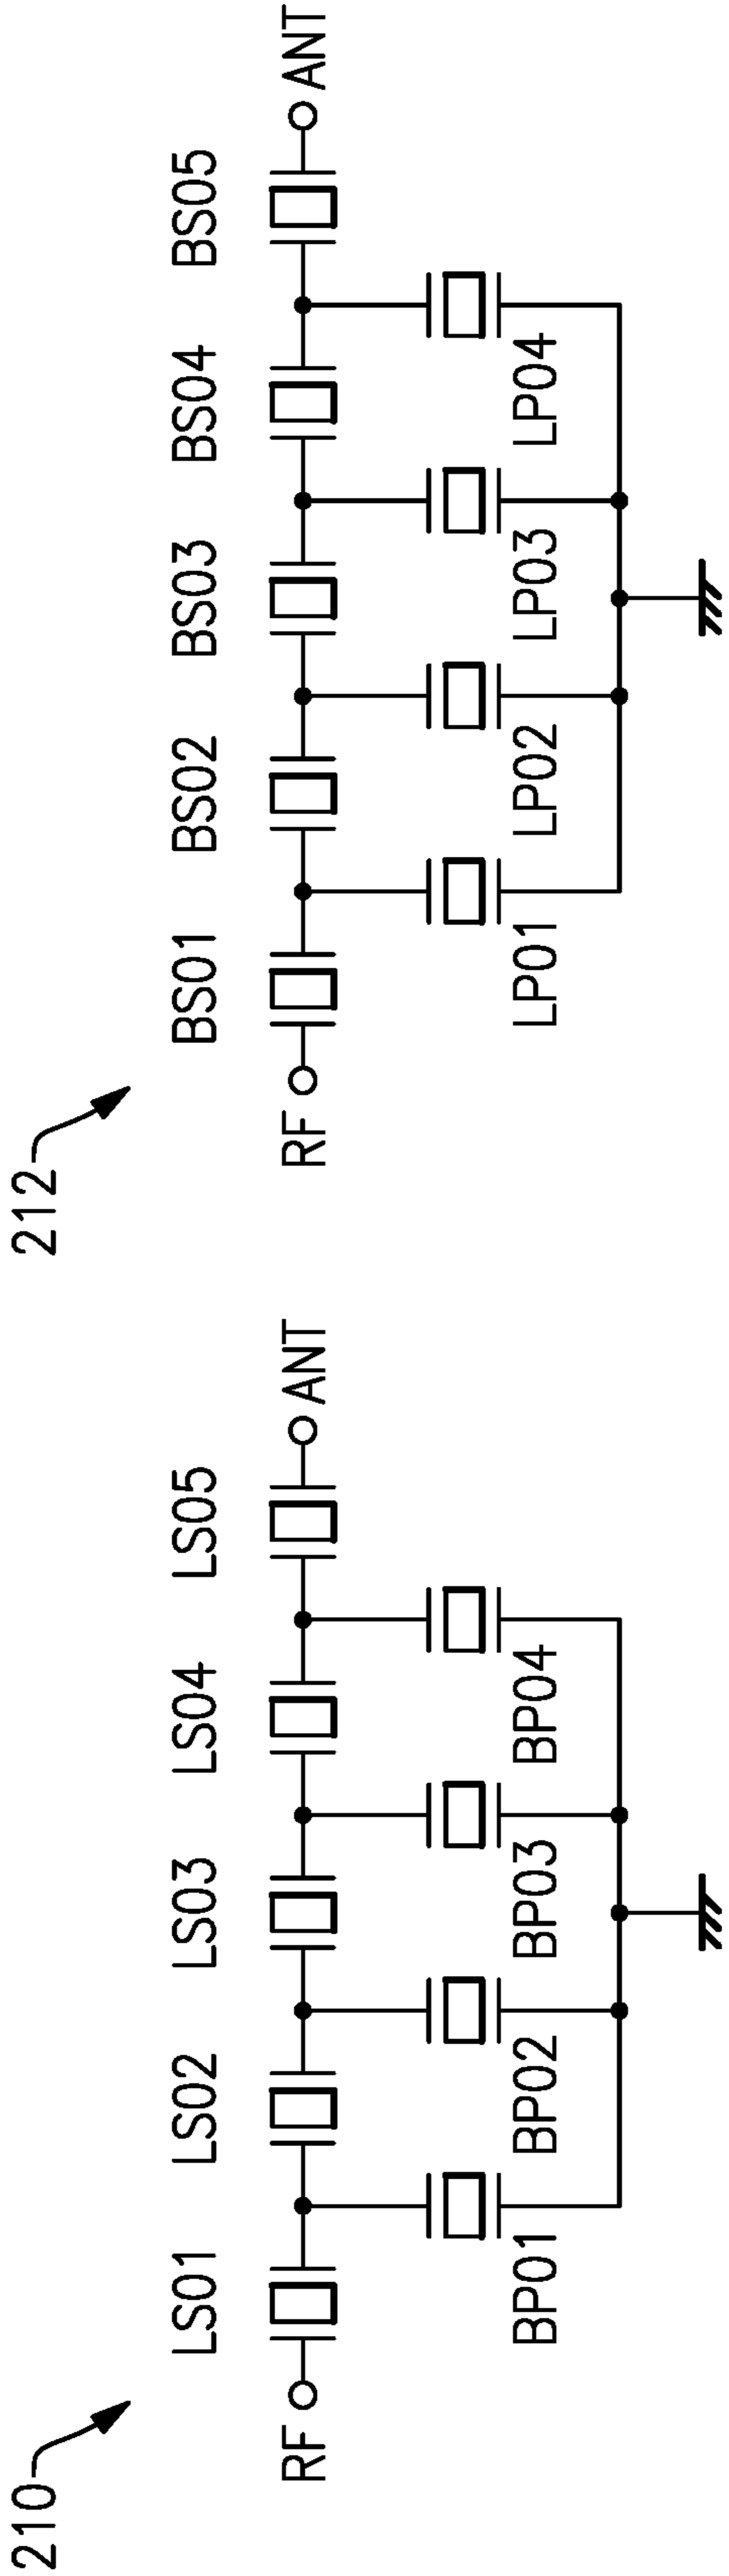 210
LS01 LS02 LS03 LS04 LS05
RF ANT
BP01 BP02 BP03 BP04
212
BS01 BS02 BS03 BS04 BS05
RF ANT
LP01 LP02 LP03 LP04